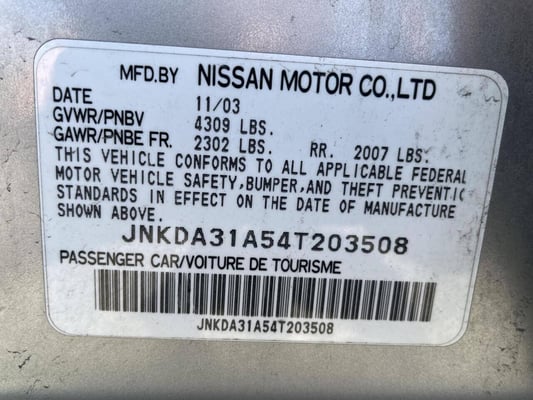 MFD.BY NISSAN MOTOR CO.,LTD
DATE 11/03
GVWR/PNBV 4309 LBS.
GAWR/PNBE FR. 2302 LBS. RR. 2007 LBS.
THIS VEHICLE CONFORMS TO ALL APPLICABLE FEDERAL
MOTOR VEHICLE SAFETY,BUMPER,AND THEFT PREVENTIC
STANDARDS IN EFFECT ON THE DATE OF MANUFACTURE
SHOWN ABOVE.
JNKDA31A54T203508
PASSENGER CAR/VOITURE DE TOURISME
JNKDA31A54T203508